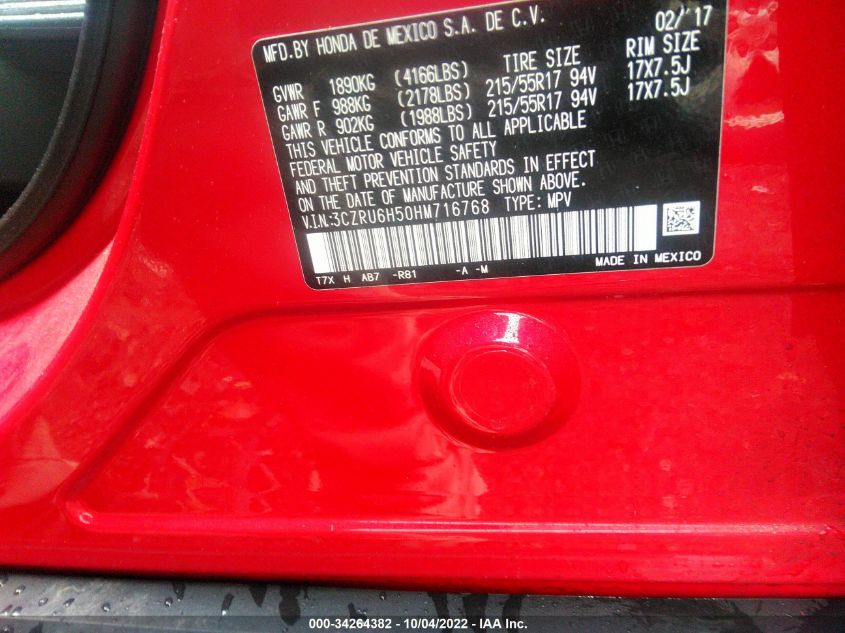 MFD.BY HONDA DE MEXICO S.A. DE C.V. 02/'17
TIRE SIZE RIM SIZE
GVWR 1890KG (4166LBS)
GAWR F 988KG (2178LBS) 215/55R17 94V 17X7.5J
GAWR R 902KG (1988LBS) 215/55R17 94V 17X7.5J
THIS VEHICLE CONFORMS TO ALL APPLICABLE
FEDERAL MOTOR VEHICLE SAFETY
AND THEFT PREVENTION STANDARDS IN EFFECT
ON THE DATE OF MANUFACTURE SHOWN ABOVE.
V.I.N.:3CZRU6H50HM716768 TYPE: MPV
T7X H AB7 -R81 -A -M MADE IN MEXICO
000-34264382 - 10/04/2022 - IAA Inc.